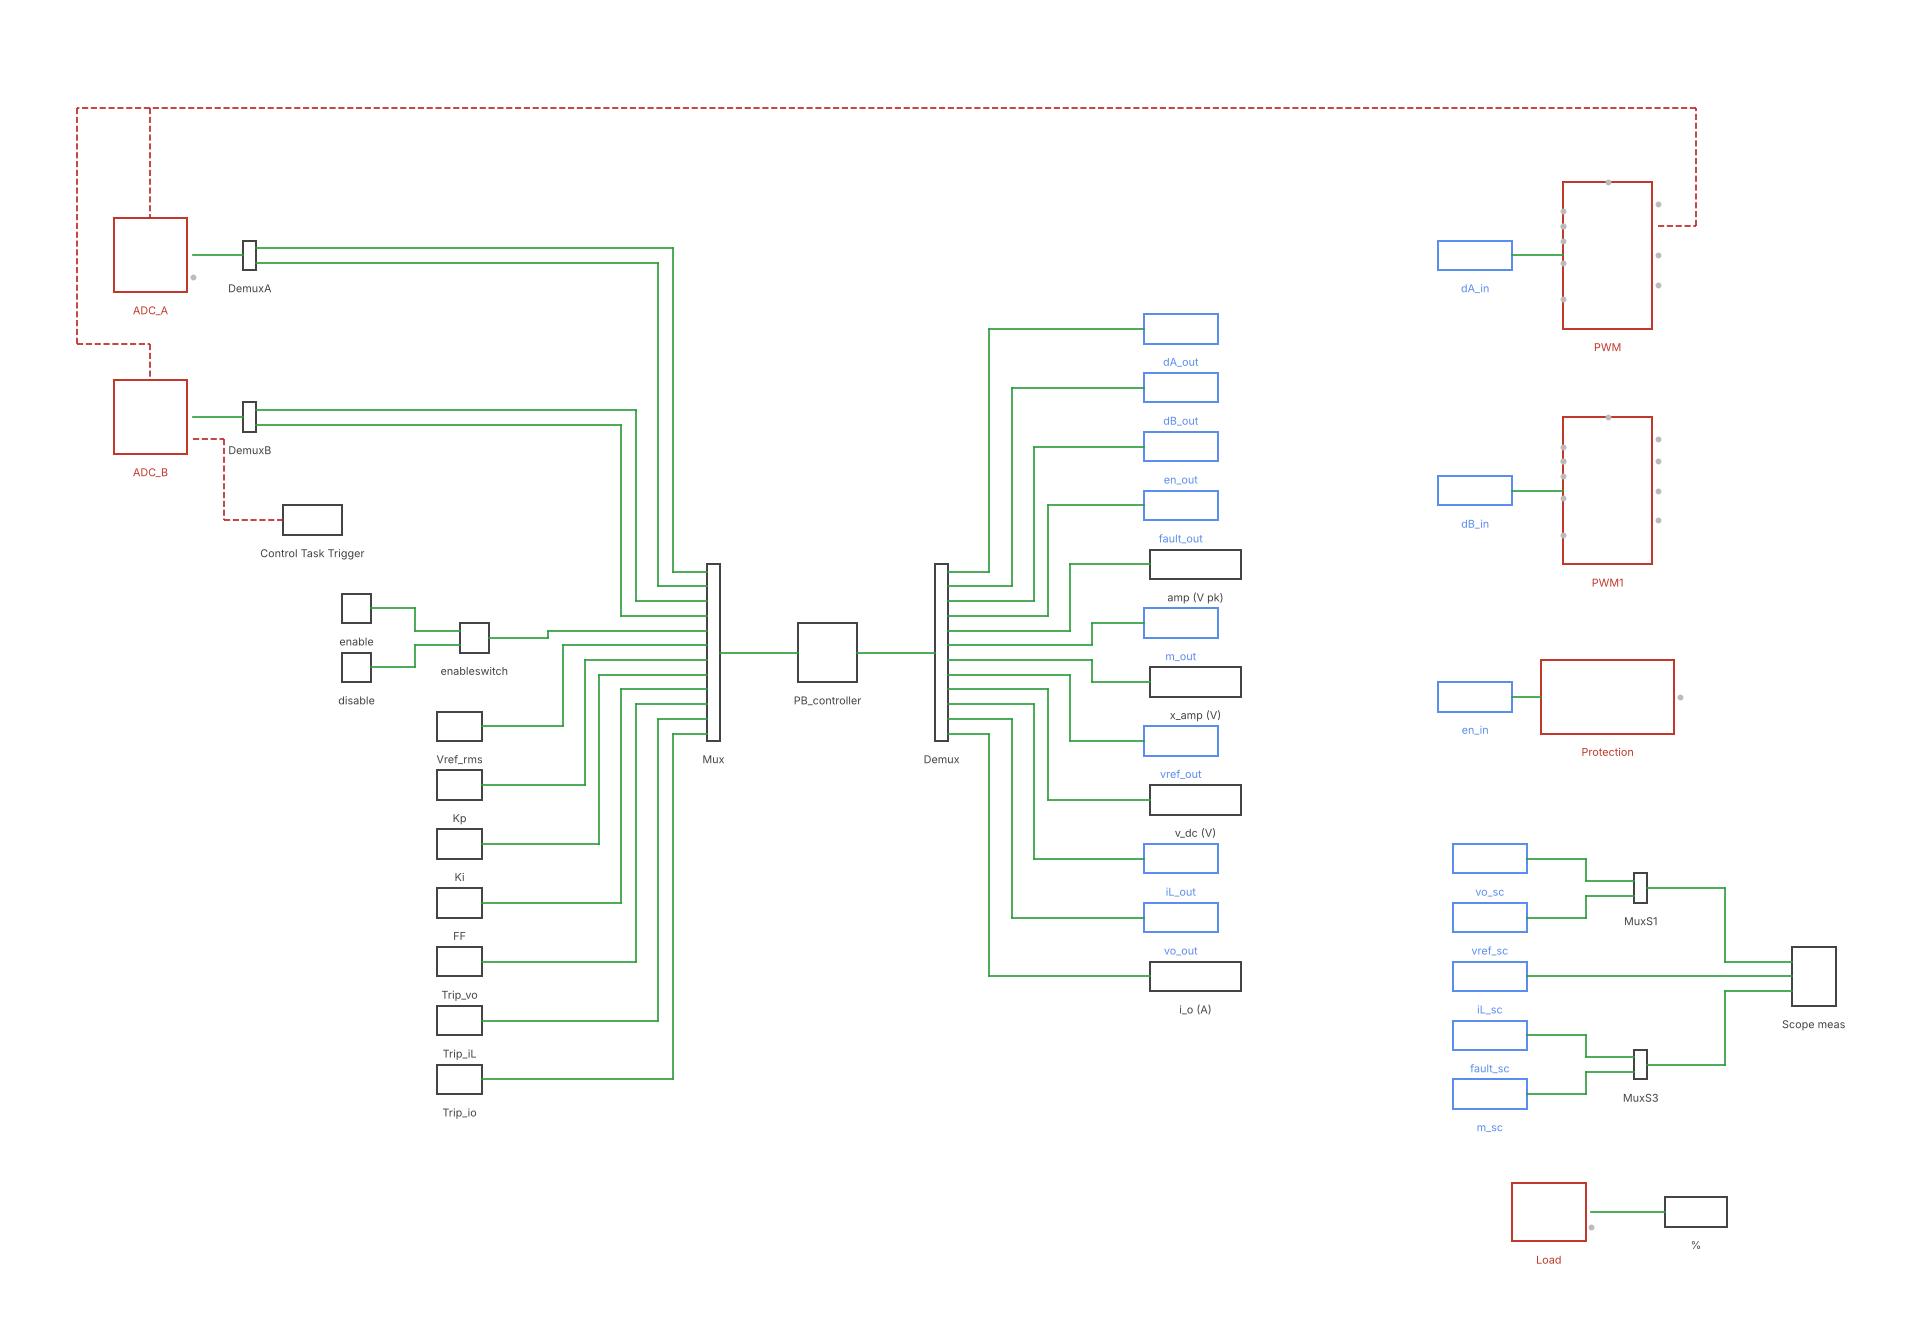 ADC_A
DemuxA
ADC_B
DemuxB
Control Task Trigger
enable
disable
enableswitch
Vref_rms
Kp
Ki
FF
Trip_vo
Trip_iL
Trip_io
Mux
PB_controller
Demux
dA_out
dB_out
en_out
fault_out
amp (V pk)
m_out
x_amp (V)
vref_out
v_dc (V)
iL_out
vo_out
i_o (A)
dA_in
PWM
dB_in
PWM1
en_in
Protection
vo_sc
vref_sc
iL_sc
fault_sc
m_sc
MuxS1
MuxS3
Scope meas
Load
%